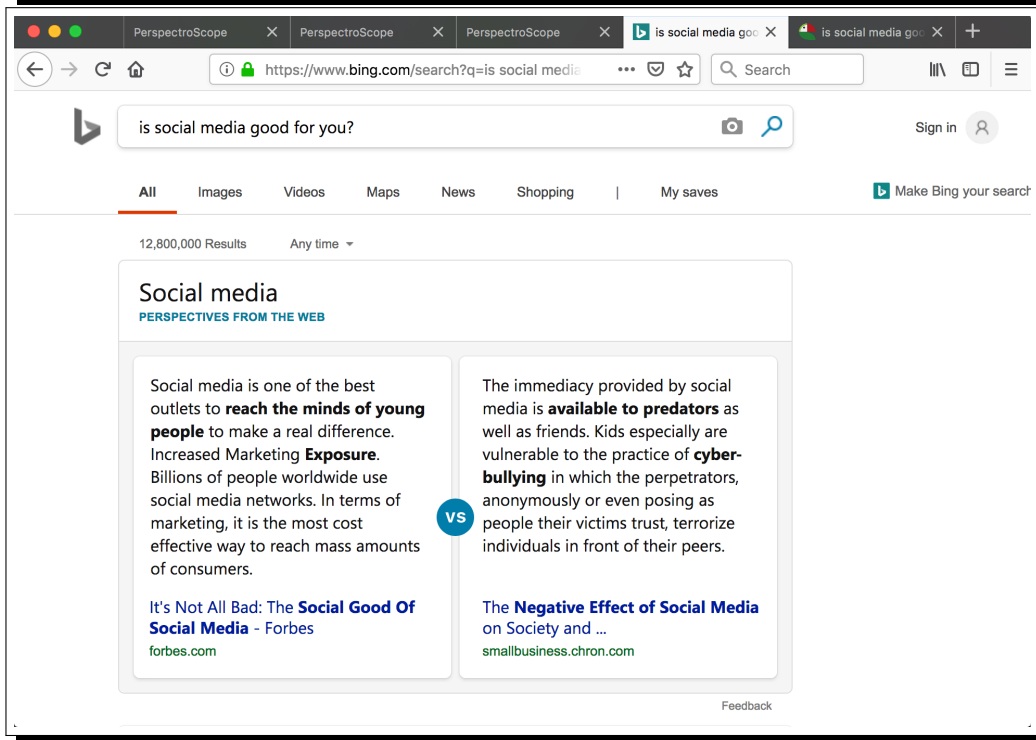 PerspectroScope PerspectroScope PerspectroScope is social media goo is social media goo
https://www.bing.com/search?q=is social media Search
is social media good for you? Sign in
All Images Videos Maps News Shopping | My saves Make Bing your search
12,800,000 Results Any time
Social media
PERSPECTIVES FROM THE WEB
Social media is one of the best
outlets to reach the minds of young
people to make a real difference.
Increased Marketing Exposure.
Billions of people worldwide use
social media networks. In terms of
marketing, it is the most cost
effective way to reach mass amounts
of consumers.
It's Not All Bad: The Social Good Of
Social Media - Forbes
forbes.com
vs
The immediacy provided by social
media is available to predators as
well as friends. Kids especially are
vulnerable to the practice of cyber-
bullying in which the perpetrators,
anonymously or even posing as
people their victims trust, terrorize
individuals in front of their peers.
The Negative Effect of Social Media
on Society and ...
smallbusiness.chron.com
Feedback